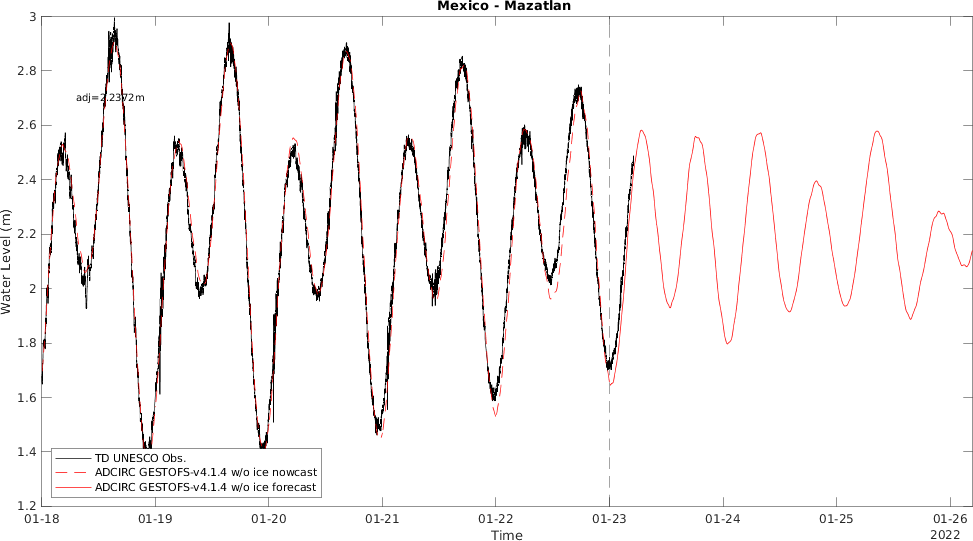 Mexico - Mazatlan
3
2.8
2.6
2.4
2.2
2
1.8
1.6
1.4
1.2
Water Level (m)
adj=2.2372m
TD UNESCO Obs.
ADCIRC GESTOFS-v4.1.4 w/o ice nowcast
ADCIRC GESTOFS-v4.1.4 w/o ice forecast
01-18 01-19 01-20 01-21 01-22 01-23 01-24 01-25 01-26
Time 2022